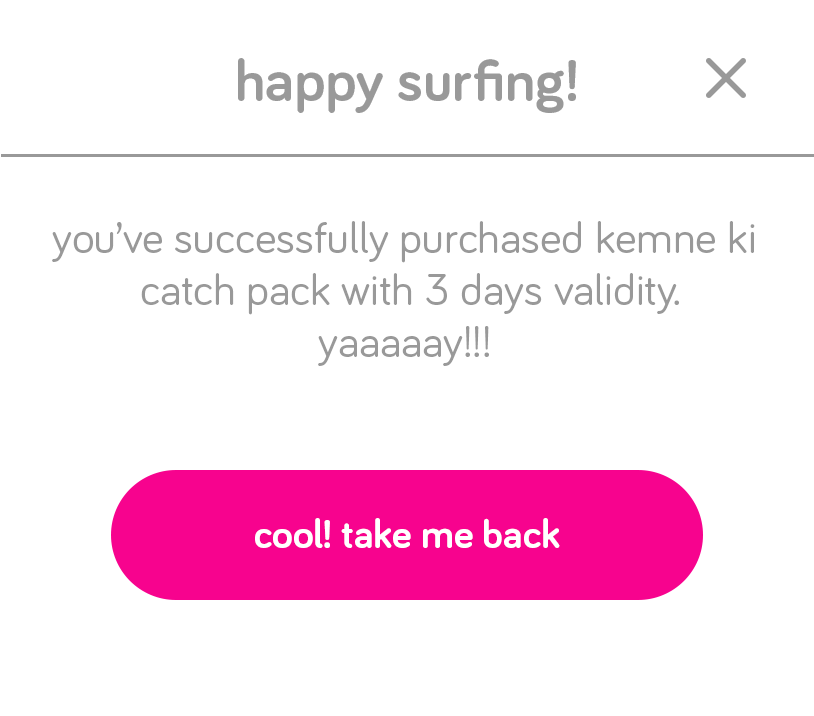 happy surfing!
you’ve successfully purchased kemne ki
catch pack with 3 days validity.
yaaaaay!!!
cool! take me back